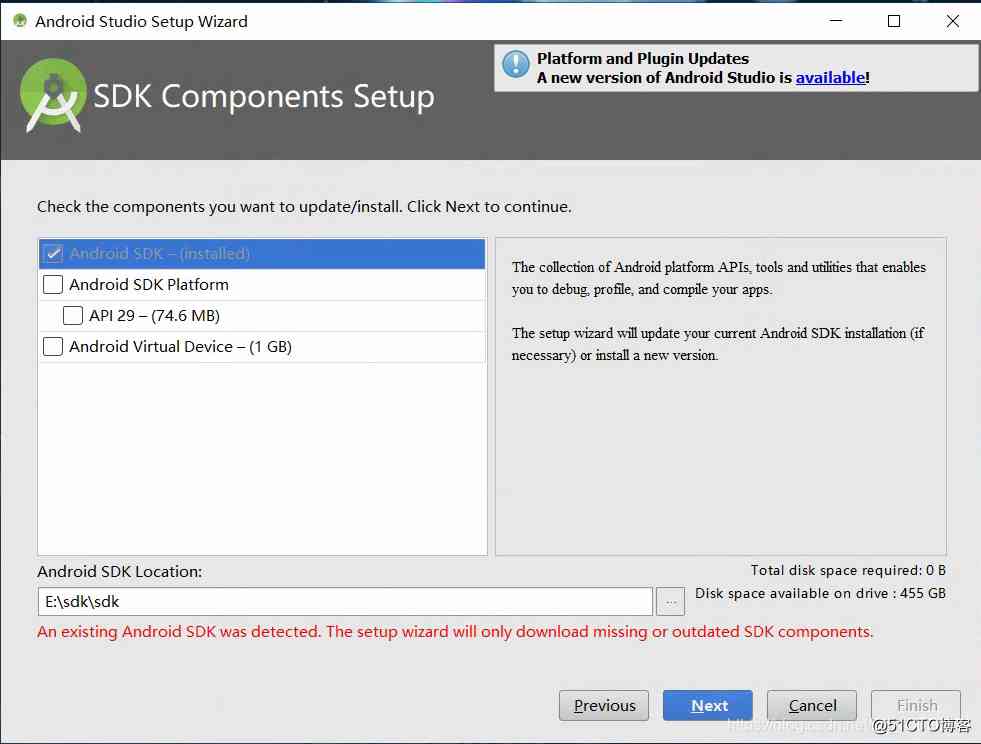 Android Studio Setup Wizard
Platform and Plugin Updates
A new version of Android Studio is available!
SDK Components Setup
Check the components you want to update/install. Click Next to continue.
Android SDK – (installed)
Android SDK Platform
API 29 – (74.6 MB)
Android Virtual Device – (1 GB)
The collection of Android platform APIs, tools and utilities that enables
you to debug, profile, and compile your apps.
The setup wizard will update your current Android SDK installation (if
necessary) or install a new version.
Android SDK Location:
Total disk space required: 0 B
E:\sdk\sdk
...
Disk space available on drive : 455 GB
An existing Android SDK was detected. The setup wizard will only download missing or outdated SDK components.
Previous
Next
Cancel
Finish
@51CTO博客